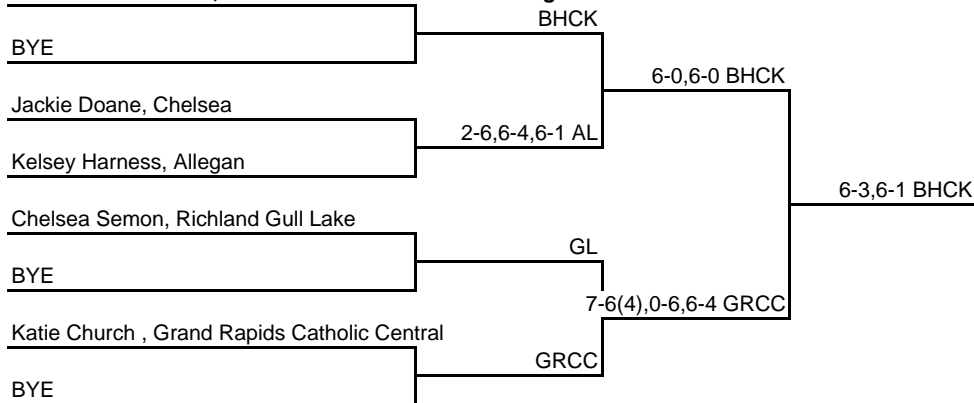 BHCK
BYE
6-0,6-0 BHCK
Jackie Doane, Chelsea
2-6,6-4,6-1 AL
Kelsey Harness, Allegan
6-3,6-1 BHCK
Chelsea Semon, Richland Gull Lake
GL
BYE
7-6(4),0-6,6-4 GRCC
Katie Church , Grand Rapids Catholic Central
GRCC
BYE